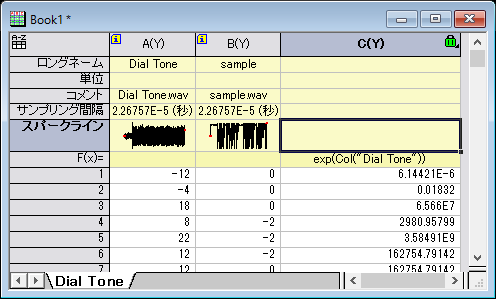 Book1 *
A(Y) B(Y) C(Y)
ロングネーム Dial Tone sample
単位
コメント Dial Tone.wav sample.wav
サンプリング間隔 2.26757E-5 (秒) 2.26757E-5 (秒)
スパークライン
F(x)= exp(Col("Dial Tone"))
1 -12 0 6.14421E-6
2 -4 0 0.01832
3 18 0 6.566E7
4 8 -2 2980.95799
5 22 -2 3.58491E9
6 12 -2 162754.79142
7 12 0 162754.79142
Dial Tone